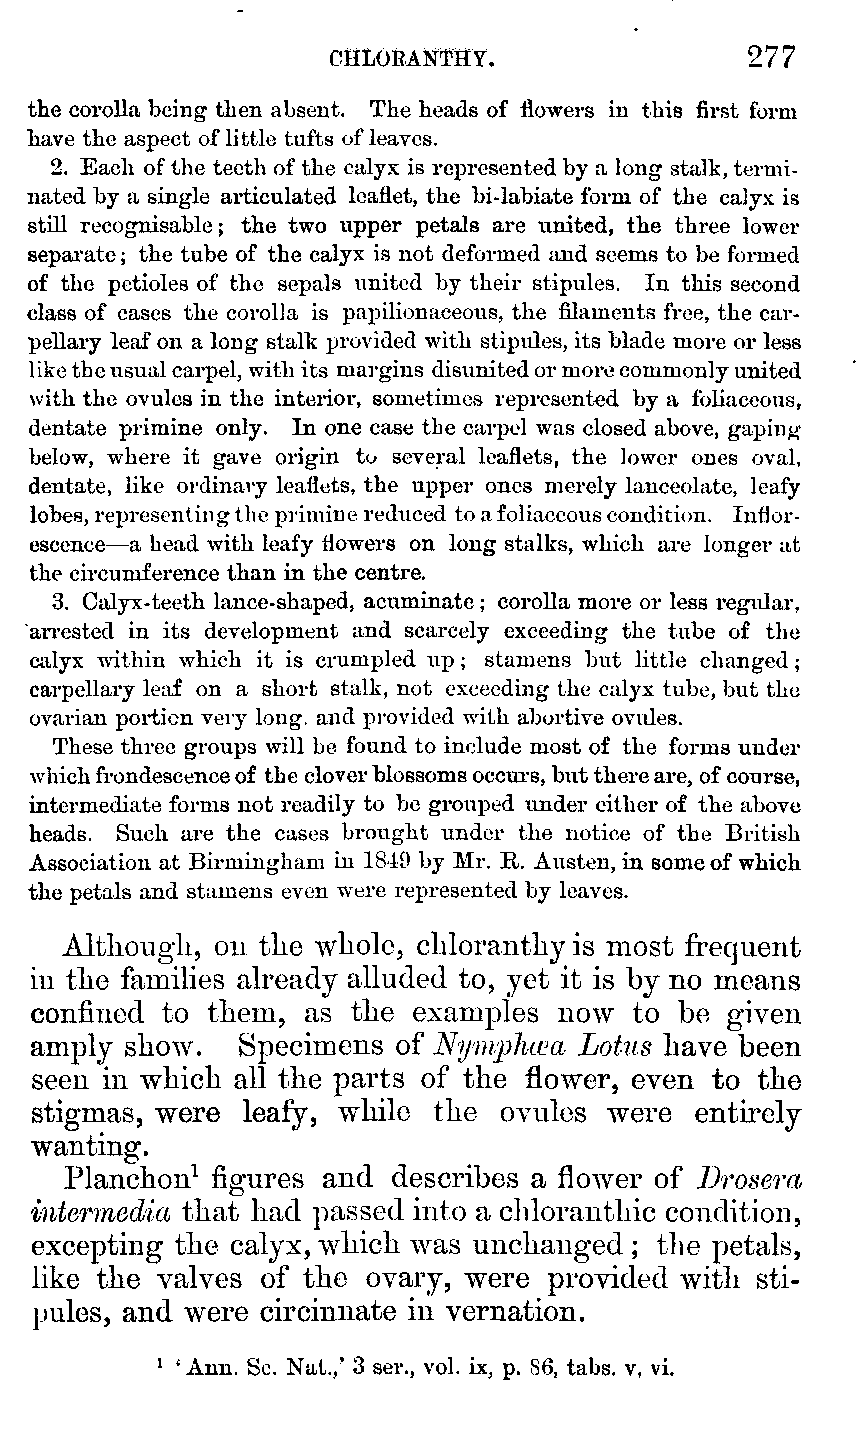 CHLORANTHY. 277
the corolla being then absent. The heads of flowers in this first form
have the aspect of little tufts of leaves.
2. Each of the teeth of the calyx is represented by a long stalk, termi-
nated by a single articulated leaflet, the bi-labiate form of the calyx is
still recognisable; the two upper petals are united, the three lower
separate; the tube of the calyx is not deformed and seems to be formed
of the petioles of the sepals united by their stipules. In this second
class of cases the corolla is papilionaceous, the filaments free, the car-
pellary leaf on a long stalk provided with stipules, its blade more or less
like the usual carpel, with its margins disunited or more commonly united
with the ovules in the interior, sometimes represented by a foliaceous,
dentate primine only. In one case the carpel was closed above, gaping
below, where it gave origin to several leaflets, the lower ones oval,
dentate, like ordinary leaflets, the upper ones merely lanceolate, leafy
lobes, representing the primine reduced to a foliaceous condition. Inflor-
escence—a head with leafy flowers on long stalks, which are longer at
the circumference than in the centre.
3. Calyx-teeth lance-shaped, acuminate; corolla more or less regular,
arrested in its development and scarcely exceeding the tube of the
calyx within which it is crumpled up; stamens but little changed;
carpellary leaf on a short stalk, not exceeding the calyx tube, but the
ovarian portion very long. and provided with abortive ovules.
These three groups will be found to include most of the forms under
which frondescence of the clover blossoms occurs, but there are, of course,
intermediate forms not readily to be grouped under either of the above
heads. Such are the cases brought under the notice of the British
Association at Birmingham in 1849 by Mr. R. Austen, in some of which
the petals and stamens even were represented by leaves.
Although, on the whole, chloranthy is most frequent
in the families already alluded to, yet it is by no means
confined to them, as the examples now to be given
amply show. Specimens of Nymphæa Lotus have been
seen in which all the parts of the flower, even to the
stigmas, were leafy, while the ovules were entirely
wanting.
Planchon¹ figures and describes a flower of Drosera
intermedia that had passed into a chloranthic condition,
excepting the calyx, which was unchanged; the petals,
like the valves of the ovary, were provided with sti-
pules, and were circinnate in vernation.
¹ ‘Ann. Sc. Nat.,’ 3 ser., vol. ix, p. 86, tabs. v, vi.